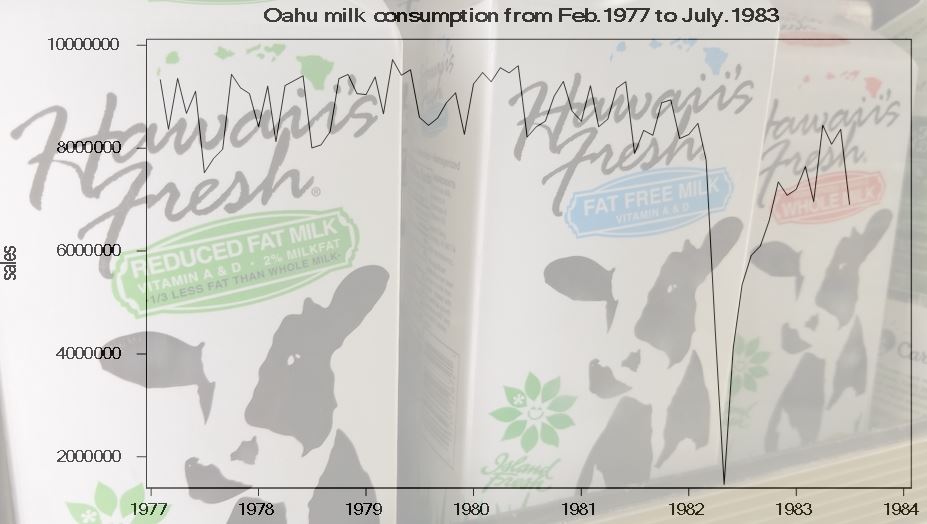 Oahu milk consumption from Feb.1977 to July.1983
sales
10000000
8000000
6000000
4000000
2000000
1977 1978 1979 1980 1981 1982 1983 1984
Hawaii's
Fresh®
REDUCED FAT MILK
VITAMIN A & D · 2% MILKFAT
1/3 LESS FAT THAN WHOLE MILK
Hawaii's
Fresh
FAT FREE MILK
VITAMIN A & D
Island
Fresh
Hawaii's
Fresh
WHOLE MILK